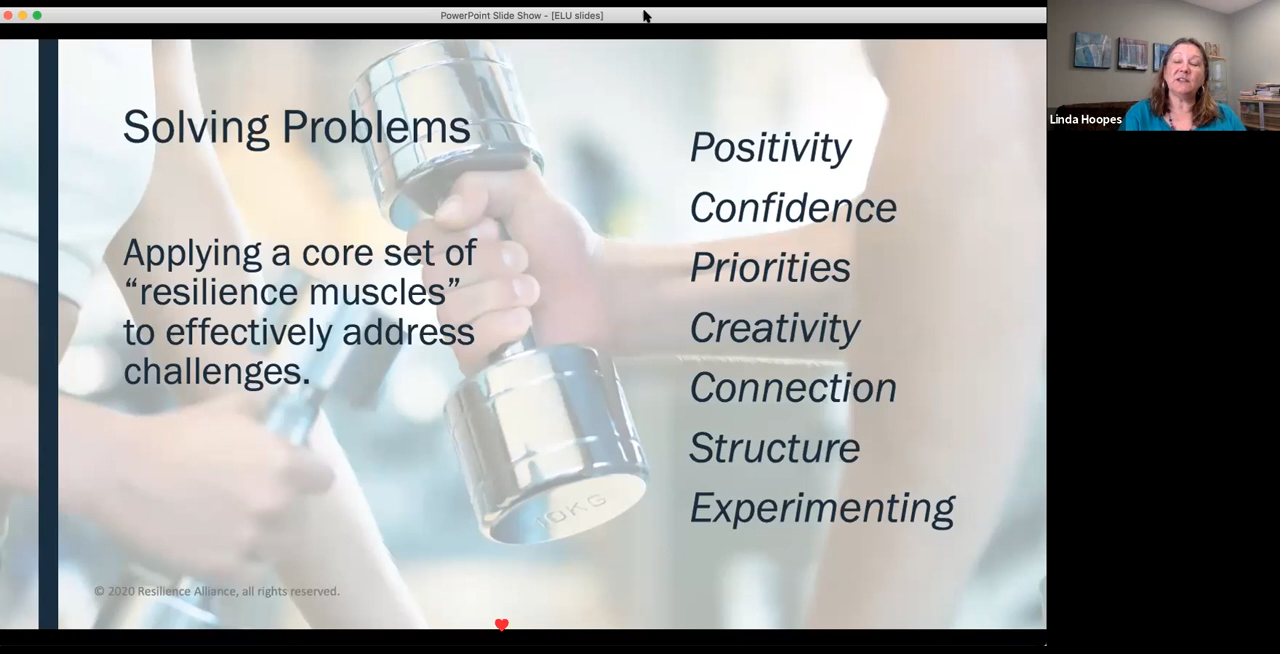 PowerPoint Slide Show - [ELU slides]
Linda Hoopes
Solving Problems
Applying a core set of
“resilience muscles”
to effectively address
challenges.
Positivity
Confidence
Priorities
Creativity
Connection
Structure
Experimenting
10KG
© 2020 Resilience Alliance, all rights reserved.